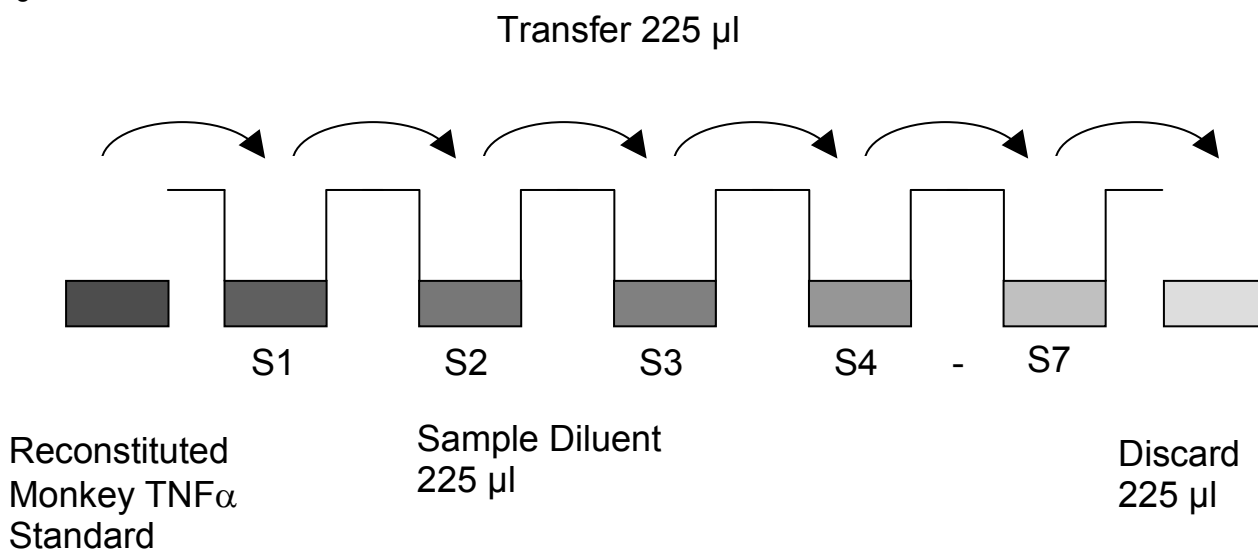 Transfer 225 µl
S1 S2 S3 S4 - S7
Reconstituted
Monkey TNFα
Standard
Sample Diluent
225 µl
Discard
225 µl